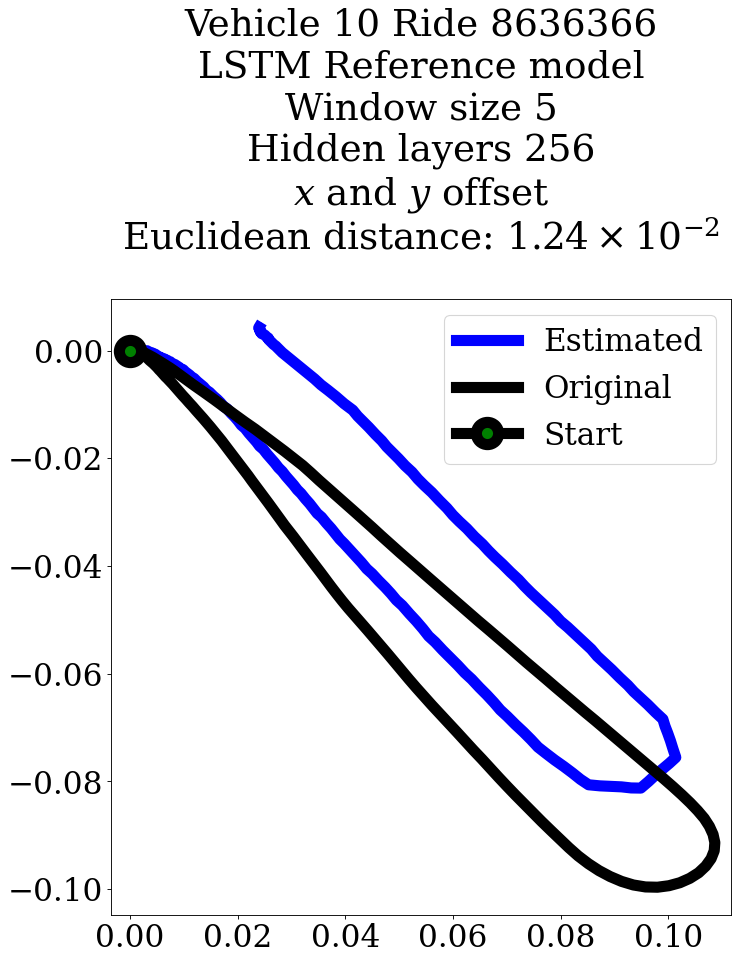 Vehicle 10 Ride 8636366
LSTM Reference model
Window size 5
Hidden layers 256
x and y offset
Euclidean distance: 1.24 × 10⁻²
Estimated
Original
Start
0.00
−0.02
−0.04
−0.06
−0.08
−0.10
0.00 0.02 0.04 0.06 0.08 0.10